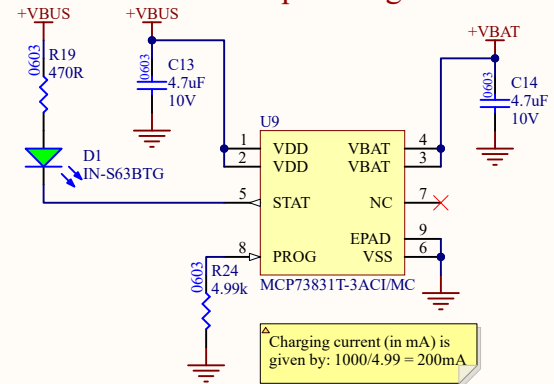 +VBUS
+VBUS
+VBAT
0603
R19
470R
0603
C13
4.7uF
10V
0603
C14
4.7uF
10V
U9
D1
IN-S63BTG
1
VDD
VBAT
4
2
VDD
VBAT
3
5
STAT
NC
7
EPAD
9
8
PROG
VSS
6
0603
R24
4.99k
MCP73831T-3ACI/MC
Charging current (in mA) is
given by: 1000/4.99 = 200mA